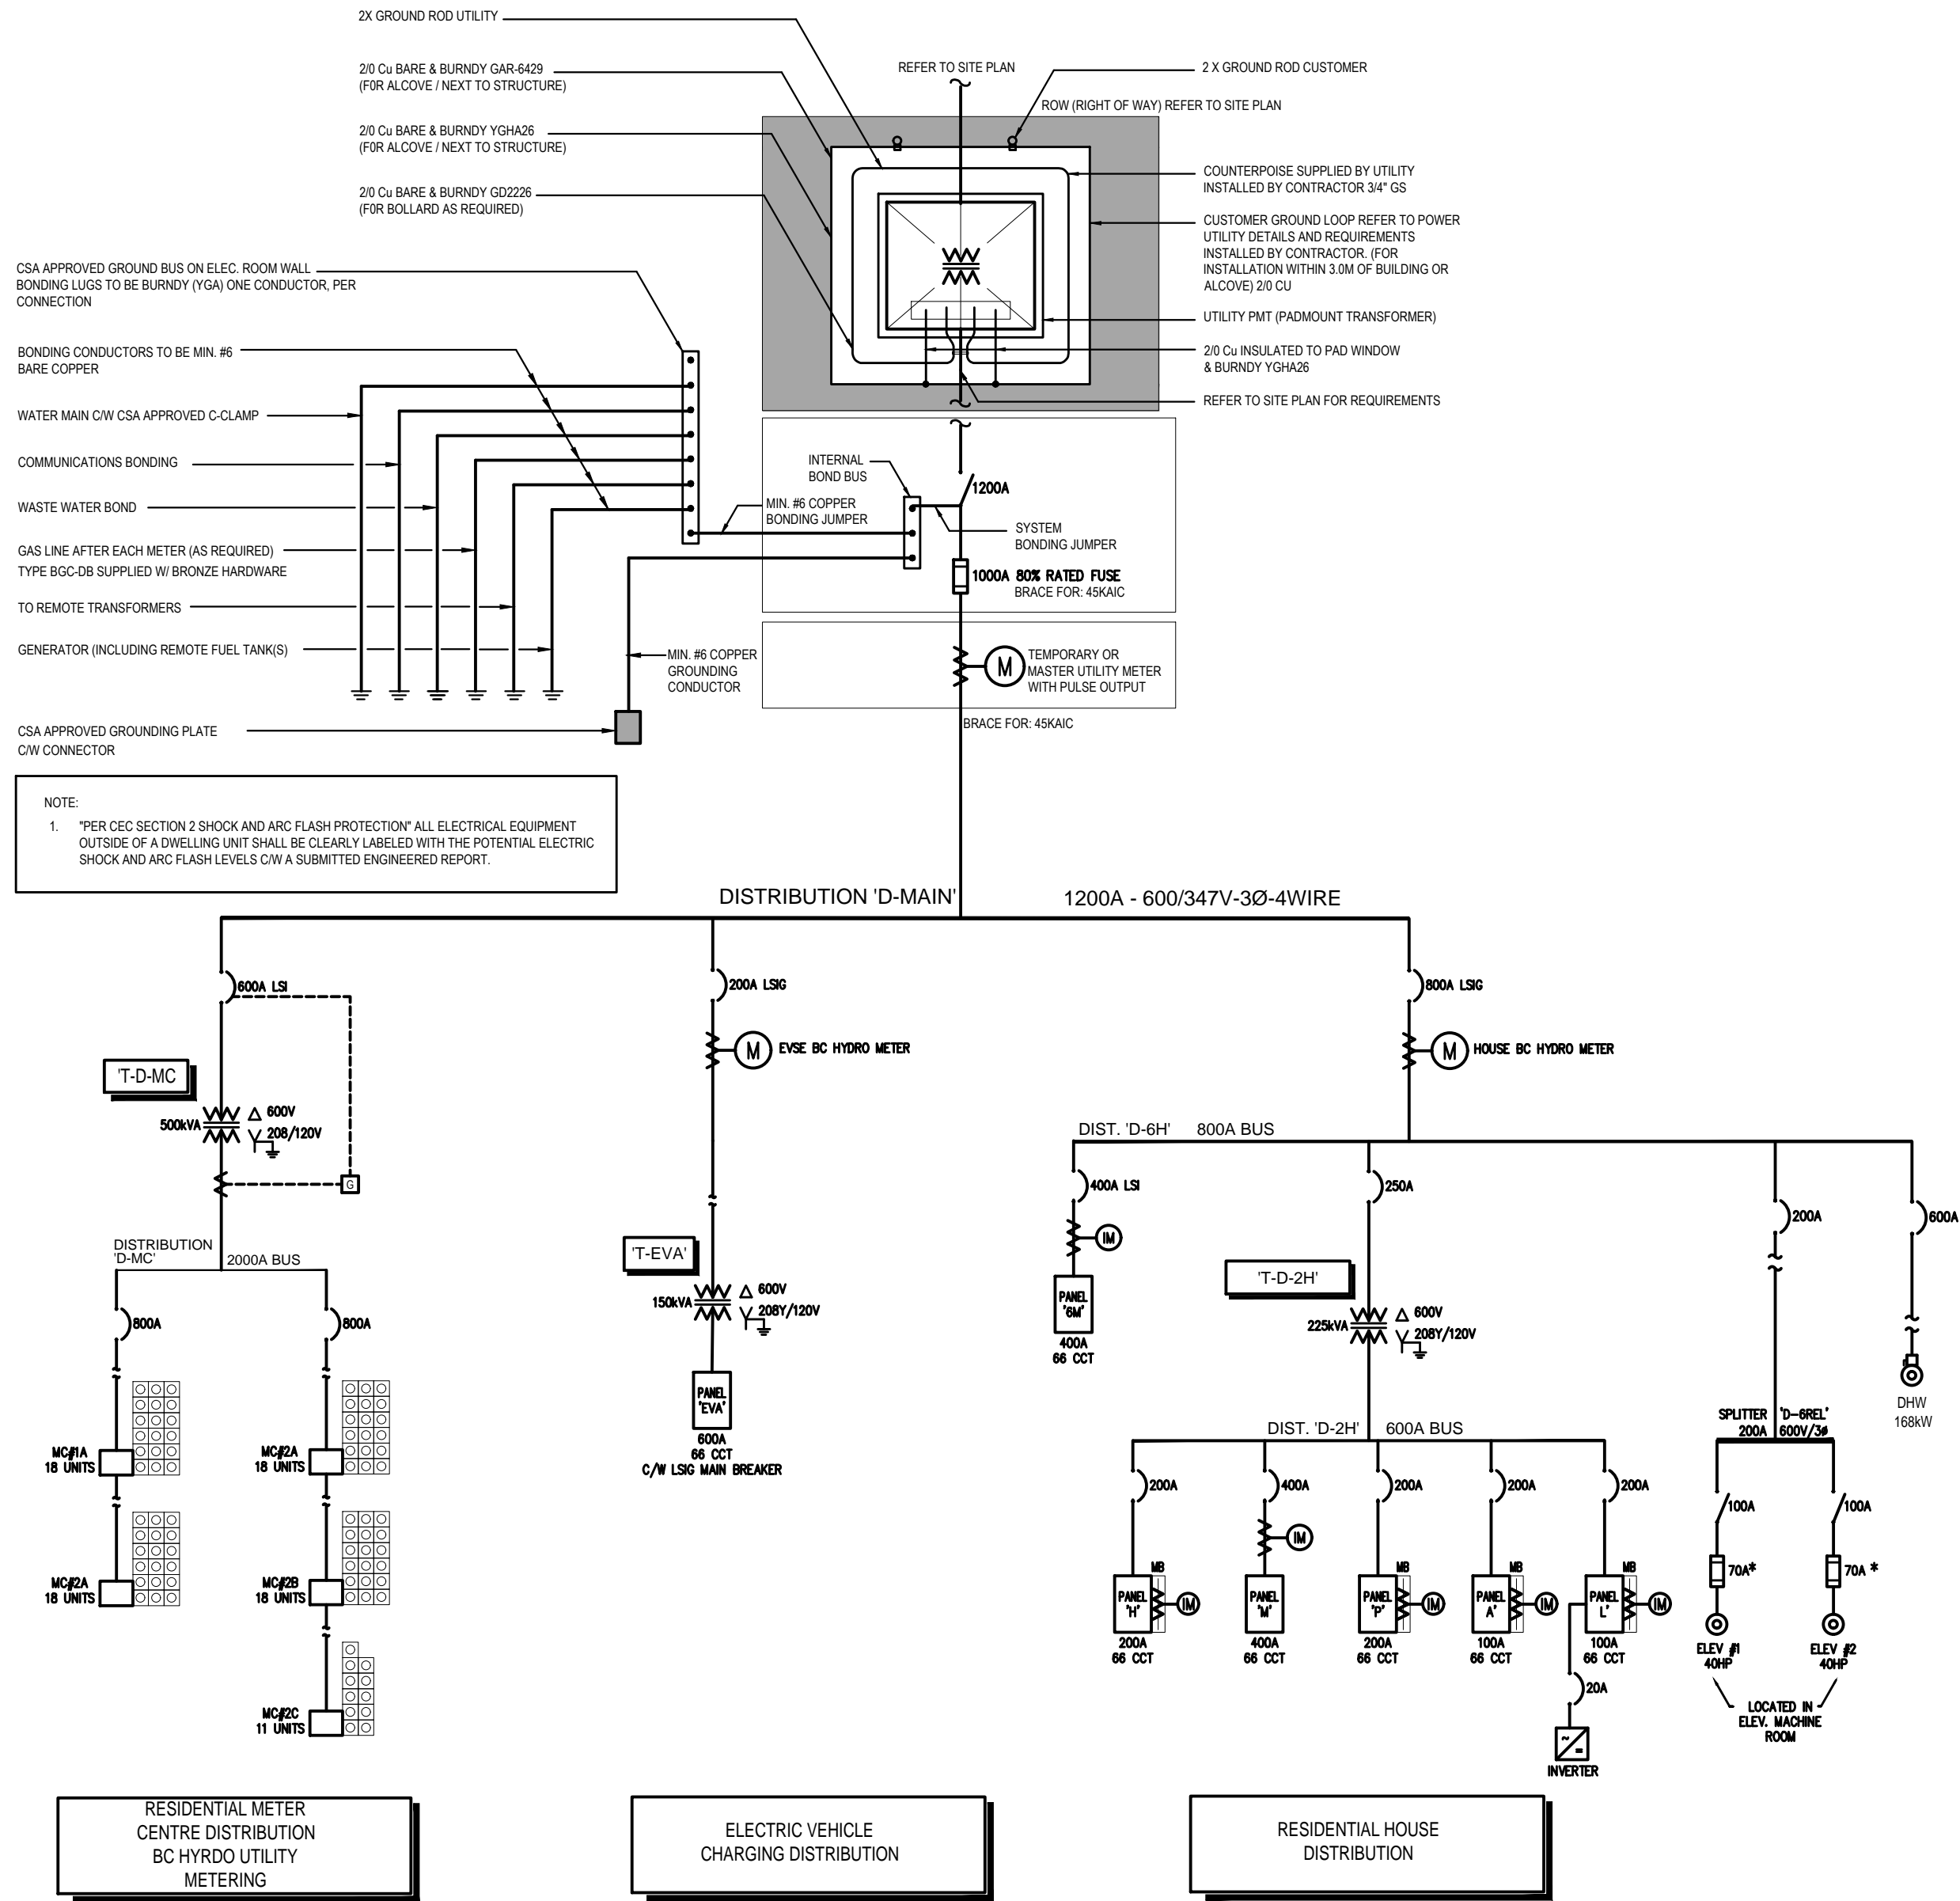 2X GROUND ROD UTILITY
2/0 Cu BARE & BURNDY GAR-6429
(F0R ALCOVE / NEXT TO STRUCTURE)
2/0 Cu BARE & BURNDY YGHA26
(F0R ALCOVE / NEXT TO STRUCTURE)
2/0 Cu BARE & BURNDY GD2226
(F0R BOLLARD AS REQUIRED)
REFER TO SITE PLAN
2 X GROUND ROD CUSTOMER
ROW (RIGHT OF WAY) REFER TO SITE PLAN
COUNTERPOISE SUPPLIED BY UTILITY
INSTALLED BY CONTRACTOR 3/4" GS
CUSTOMER GROUND LOOP REFER TO POWER
UTILITY DETAILS AND REQUIREMENTS
INSTALLED BY CONTRACTOR. (FOR
INSTALLATION WITHIN 3.0M OF BUILDING OR
ALCOVE) 2/0 CU
UTILITY PMT (PADMOUNT TRANSFORMER)
2/0 Cu INSULATED TO PAD WINDOW
& BURNDY YGHA26
REFER TO SITE PLAN FOR REQUIREMENTS
CSA APPROVED GROUND BUS ON ELEC. ROOM WALL
BONDING LUGS TO BE BURNDY (YGA) ONE CONDUCTOR, PER
CONNECTION
BONDING CONDUCTORS TO BE MIN. #6
BARE COPPER
WATER MAIN C/W CSA APPROVED C-CLAMP
COMMUNICATIONS BONDING
WASTE WATER BOND
GAS LINE AFTER EACH METER (AS REQUIRED)
TYPE BGC-DB SUPPLIED W/ BRONZE HARDWARE
TO REMOTE TRANSFORMERS
GENERATOR (INCLUDING REMOTE FUEL TANK(S)
CSA APPROVED GROUNDING PLATE
C/W CONNECTOR
INTERNAL
BOND BUS
MIN. #6 COPPER
BONDING JUMPER
1200A
SYSTEM
BONDING JUMPER
1000A 80% RATED FUSE
BRACE FOR: 45KAIC
MIN. #6 COPPER
GROUNDING
CONDUCTOR
M
TEMPORARY OR
MASTER UTILITY METER
WITH PULSE OUTPUT
BRACE FOR: 45KAIC
NOTE:
1. "PER CEC SECTION 2 SHOCK AND ARC FLASH PROTECTION" ALL ELECTRICAL EQUIPMENT
OUTSIDE OF A DWELLING UNIT SHALL BE CLEARLY LABELED WITH THE POTENTIAL ELECTRIC
SHOCK AND ARC FLASH LEVELS C/W A SUBMITTED ENGINEERED REPORT.
DISTRIBUTION 'D-MAIN' 1200A - 600/347V-3Ø-4WIRE
600A LSI
'T-D-MC
500kVA
△ 600V
208/120V
G
DISTRIBUTION
'D-MC'
2000A BUS
800A
800A
MC#1A
18 UNITS
MC#2A
18 UNITS
MC#2A
18 UNITS
MC#2B
18 UNITS
MC#2C
11 UNITS
200A LSIG
M
EVSE BC HYDRO METER
'T-EVA'
150kVA
△ 600V
208Y/120V
PANEL
'EVA'
600A
66 CCT
C/W LSIG MAIN BREAKER
800A LSIG
M
HOUSE BC HYDRO METER
DIST. 'D-6H' 800A BUS
400A LSI
IM
PANEL
'6M'
400A
66 CCT
250A
'T-D-2H'
225kVA
△ 600V
208Y/120V
DIST. 'D-2H' 600A BUS
200A
400A
200A
200A
200A
IM
MB
MB
MB
MB
PANEL
'H'
IM
200A
66 CCT
PANEL
'M'
400A
66 CCT
PANEL
'P'
IM
200A
66 CCT
PANEL
A'
IM
100A
66 CCT
PANEL
L'
IM
100A
66 CCT
20A
~
=
INVERTER
200A
SPLITTER 'D-6REL'
200A 600V/3ø
100A
100A
70A*
70A *
ELEV #1
40HP
ELEV #2
40HP
LOCATED IN
ELEV. MACHINE
ROOM
600A
DHW
168kW
RESIDENTIAL METER
CENTRE DISTRIBUTION
BC HYRDO UTILITY
METERING
ELECTRIC VEHICLE
CHARGING DISTRIBUTION
RESIDENTIAL HOUSE
DISTRIBUTION